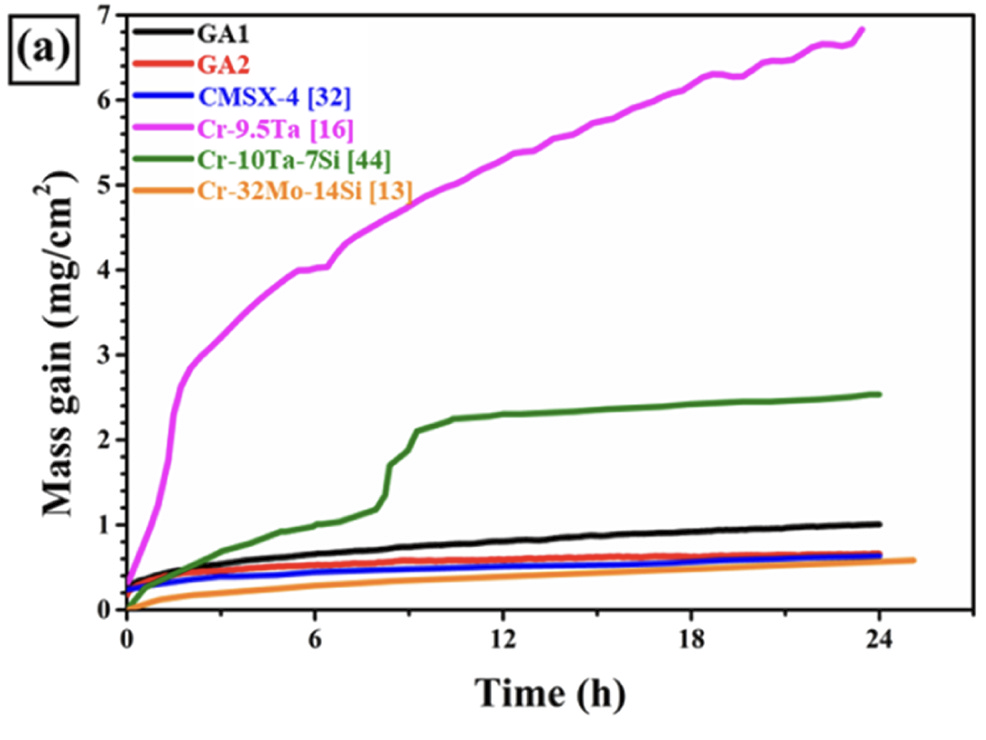 (a)
GA1
GA2
CMSX-4 [32]
Cr-9.5Ta [16]
Cr-10Ta-7Si [44]
Cr-32Mo-14Si [13]
Mass gain (mg/cm²)
7
6
5
4
3
2
1
0
0 6 12 18 24
Time (h)